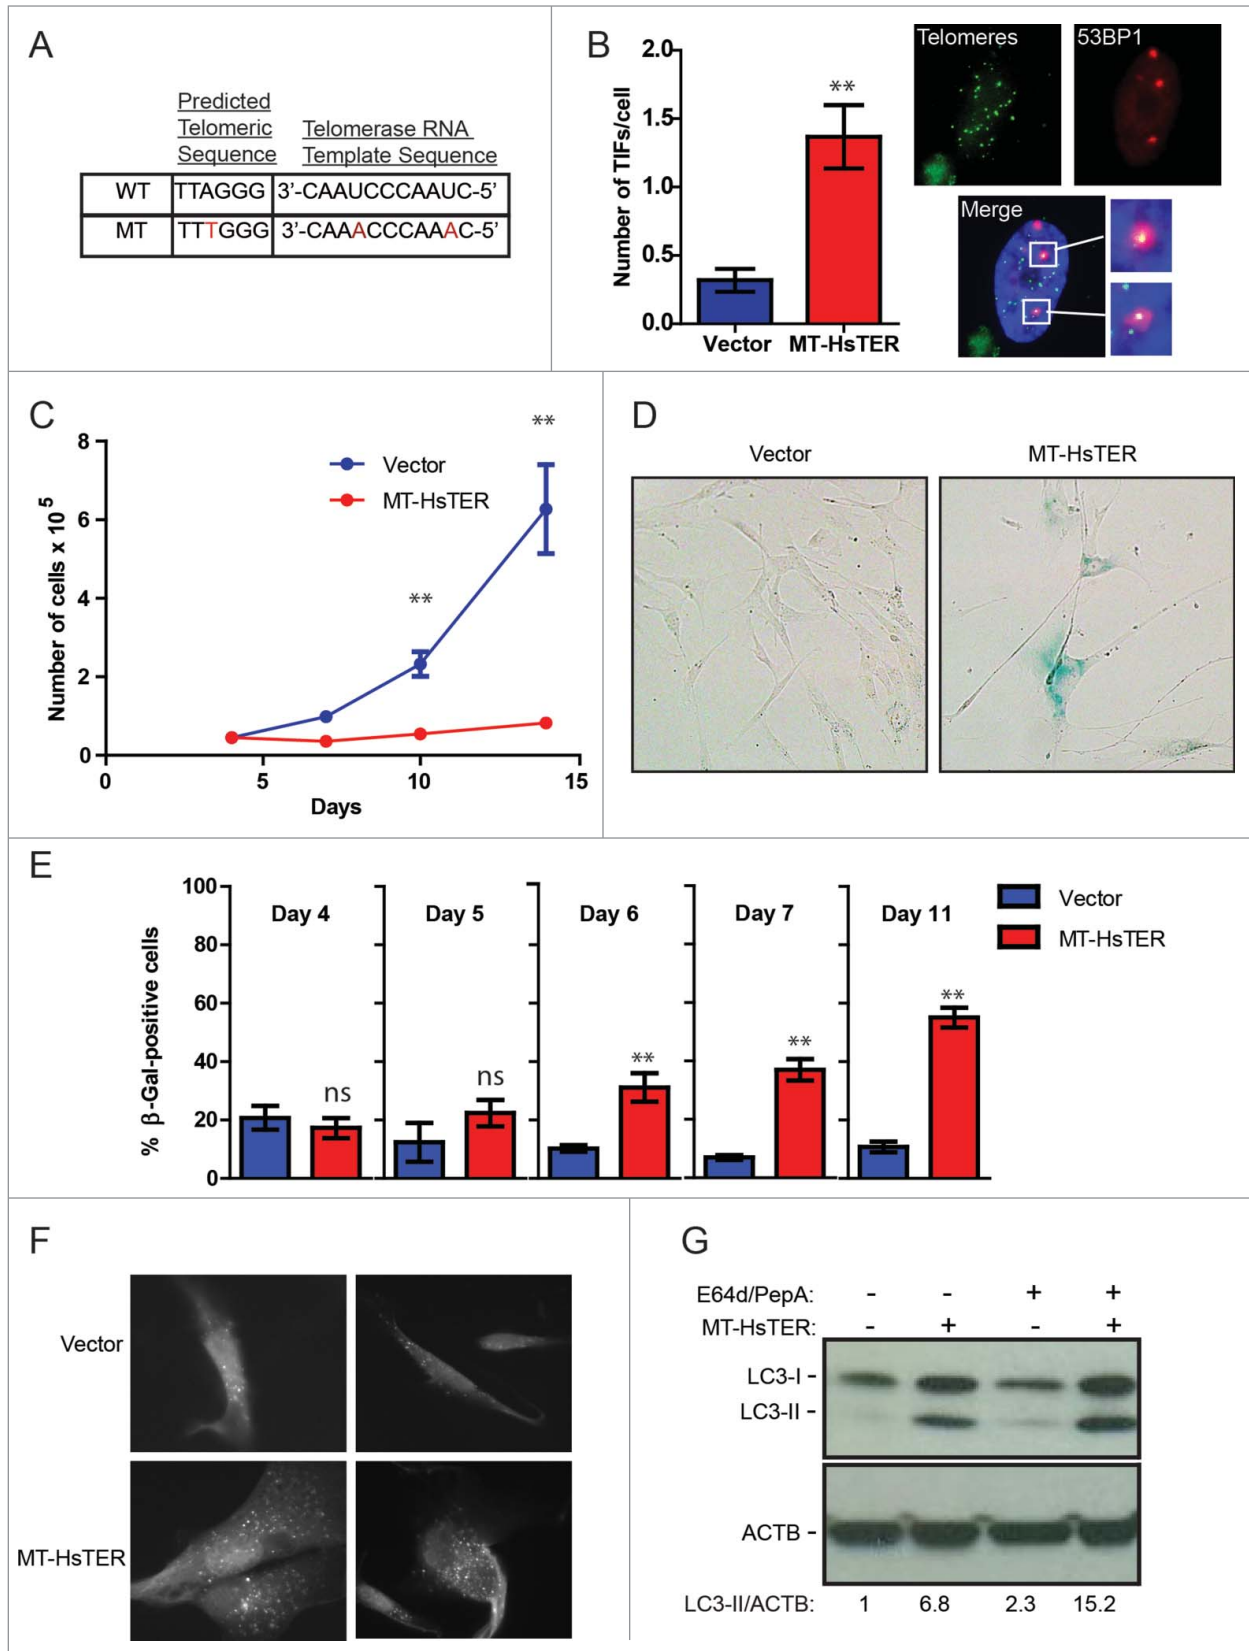 A
Predicted
Telomeric
Sequence
Telomerase RNA
Template Sequence
WT TTAGGG 3'-CAAUCCCAAUC-5'
MT TTTGGG 3'-CAAACCCAAAC-5'
B
Number of TIFs/cell
2.0
1.5
1.0
0.5
0.0
**
Vector MT-HsTER
Telomeres
53BP1
Merge
C
Number of cells x 10 5
8
6
4
2
0
0 5 10 15
Days
Vector
MT-HsTER
**
**
D
Vector MT-HsTER
E
% β-Gal-positive cells
100
80
60
40
20
0
Day 4 Day 5 Day 6 Day 7 Day 11
ns ns ** ** **
Vector
MT-HsTER
F
Vector
MT-HsTER
G
E64d/PepA: - - + +
MT-HsTER: - + - +
LC3-I -
LC3-II -
ACTB -
LC3-II/ACTB: 1 6.8 2.3 15.2